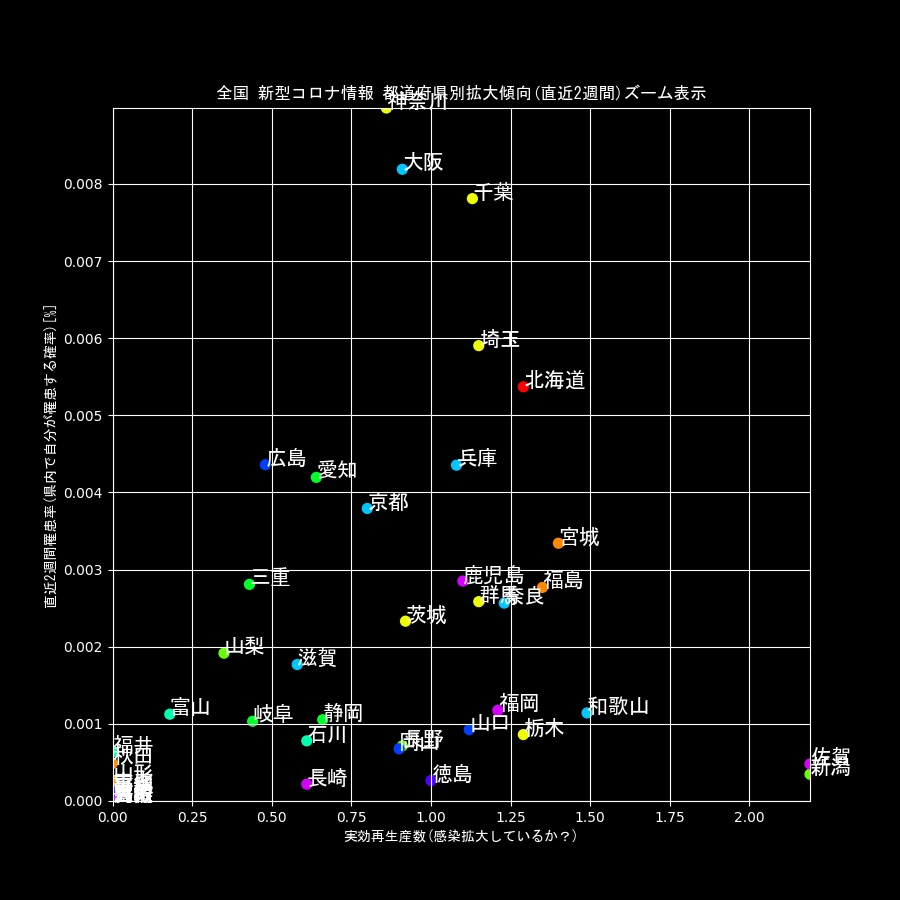 全国 新型コロナ情報 都道府県別拡大傾向(直近2週間)ズーム表示
神奈川
大阪
千葉
0.008
0.007
0.006
埼玉
北海道
0.005
広島
兵庫
愛知
0.004
京都
宮城
0.003
鹿児島
三重
福島
群馬
奈良
茨城
0.002
山梨
滋賀
富山
福岡
和歌山
岐阜
静岡
0.001
山口
栃木
石川
長野
岡山
福井
秋田
山形
佐賀
新潟
長崎
徳島
0.000
0.00 0.25 0.50 0.75 1.00 1.25 1.50 1.75 2.00
実効再生産数(感染拡大しているか?)
直近2週間罹患率(県内で自分が罹患する確率)[%]